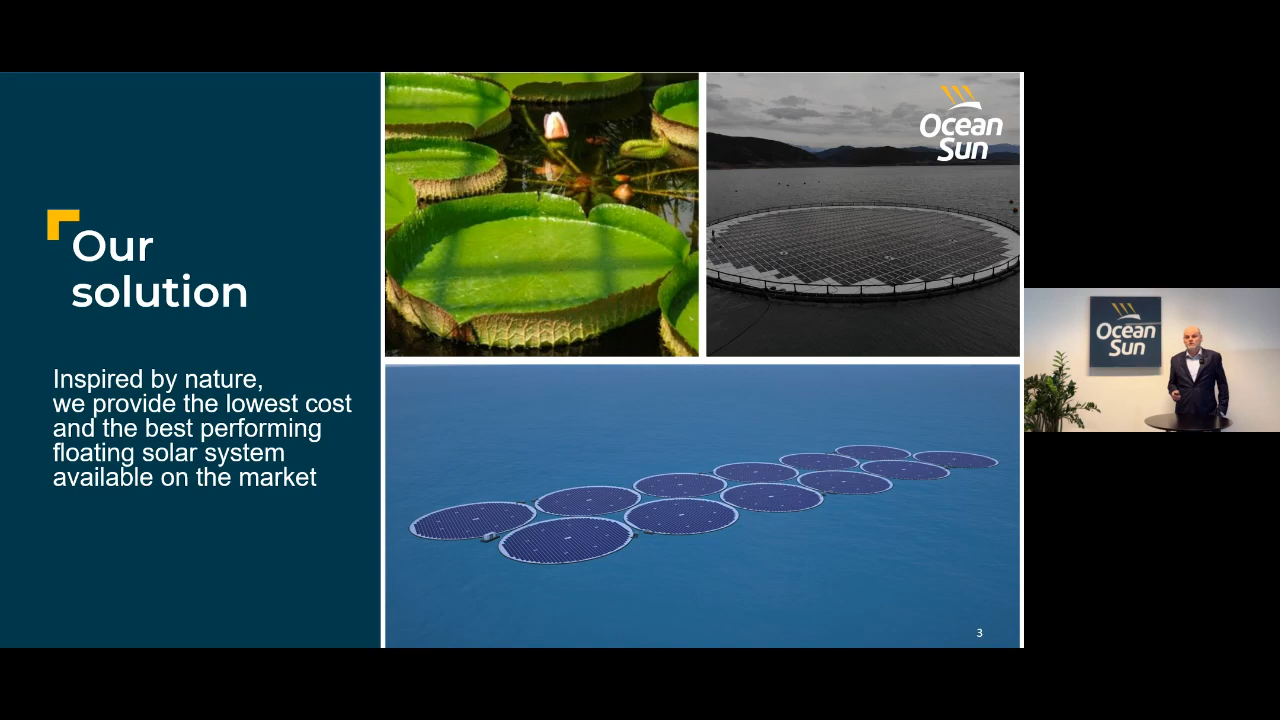 Our
solution
Inspired by nature,
we provide the lowest cost
and the best performing
floating solar system
available on the market
Ocean
Sun
3
Ocean
Sun